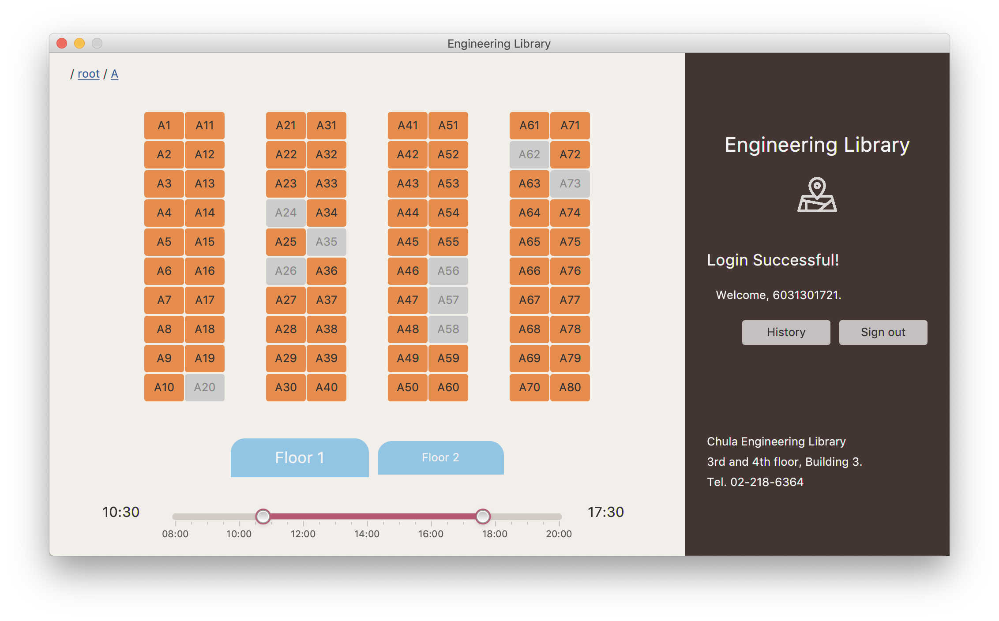 Engineering Library
/ root / A
A1 A11 A21 A31 A41 A51 A61 A71
A2 A12 A22 A32 A42 A52 A62 A72
A3 A13 A23 A33 A43 A53 A63 A73
A4 A14 A24 A34 A44 A54 A64 A74
A5 A15 A25 A35 A45 A55 A65 A75
A6 A16 A26 A36 A46 A56 A66 A76
A7 A17 A27 A37 A47 A57 A67 A77
A8 A18 A28 A38 A48 A58 A68 A78
A9 A19 A29 A39 A49 A59 A69 A79
A10 A20 A30 A40 A50 A60 A70 A80
Floor 1 Floor 2
10:30 17:30
08:00 10:00 12:00 14:00 16:00 18:00 20:00
Engineering Library
Login Successful!
Welcome, 6031301721.
History Sign out
Chula Engineering Library
3rd and 4th floor, Building 3.
Tel. 02-218-6364